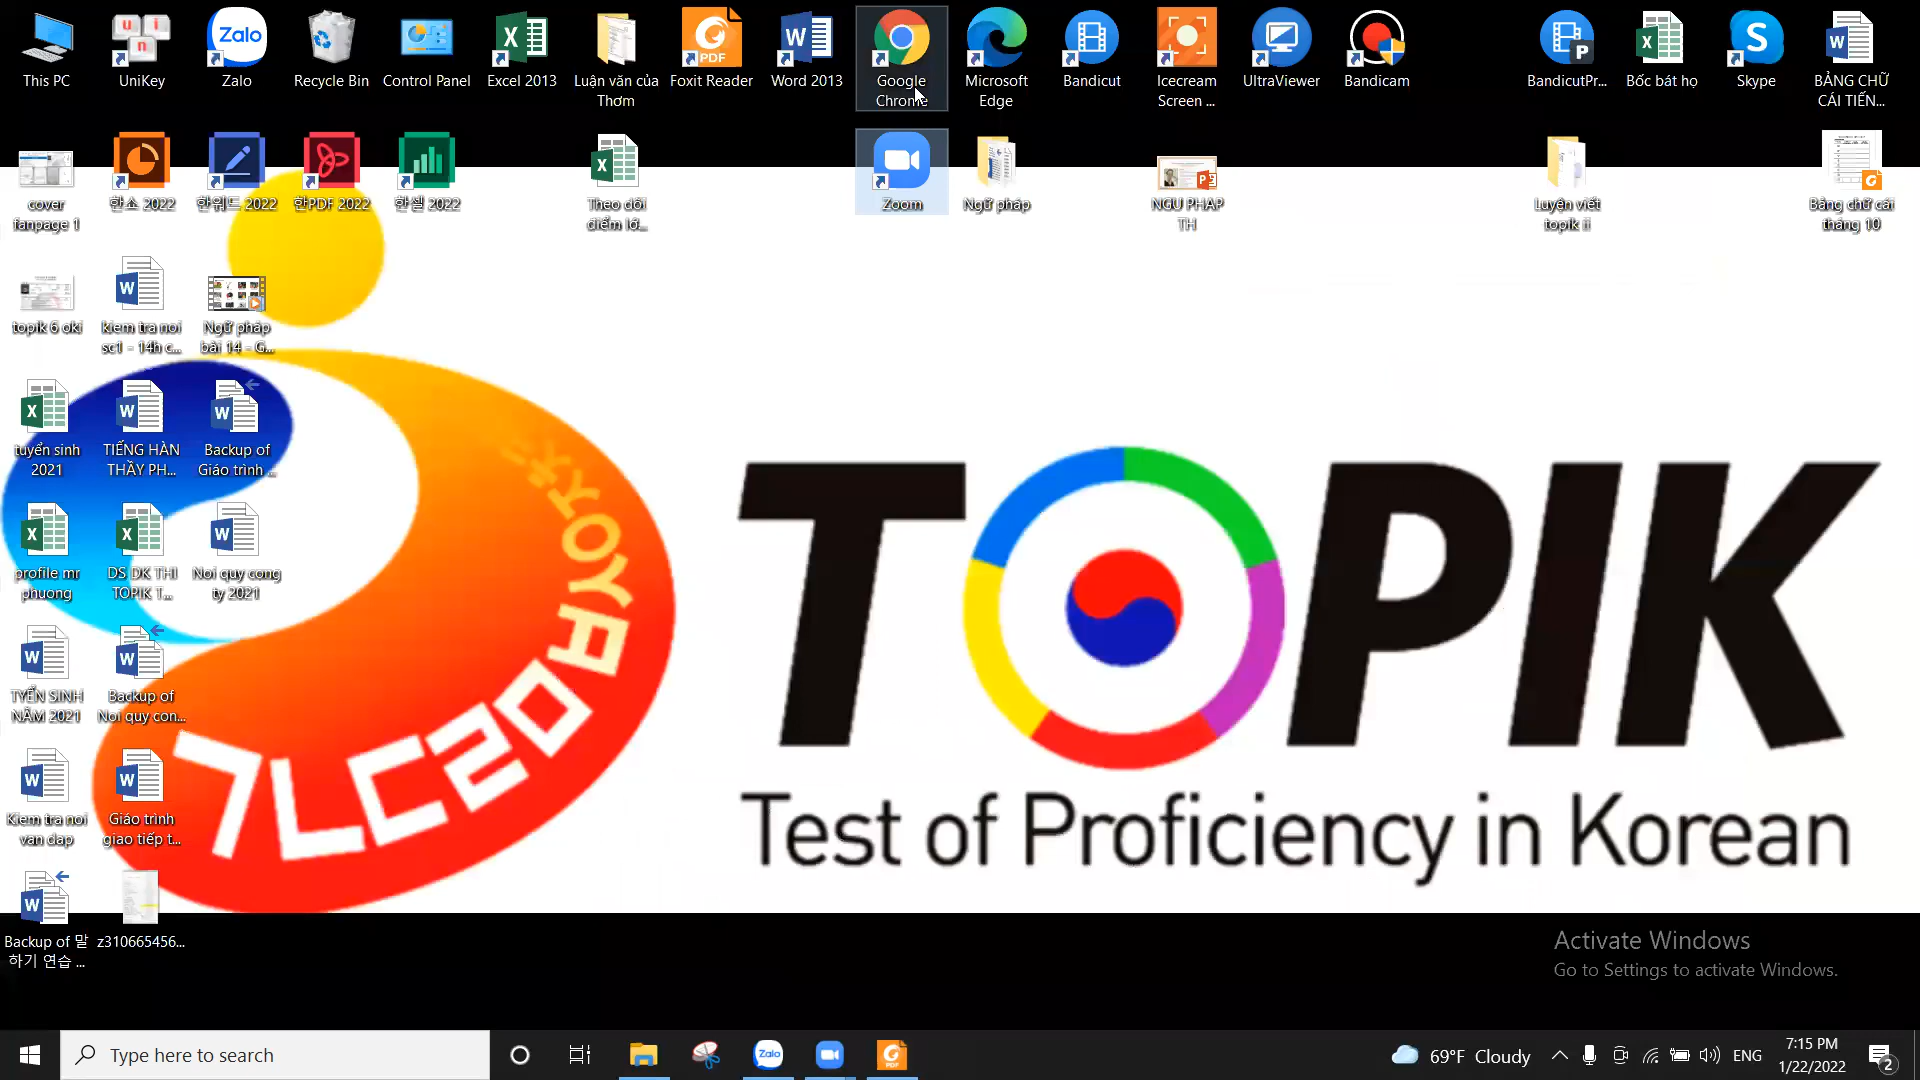 This PC
UniKey
Zalo
Zalo
Recycle Bin
Control Panel
Excel 2013
Luận văn của
Thơm
PDF
Foxit Reader
Word 2013
Google
Chrome
Microsoft
Edge
Bandicut
Icecream
Screen ...
UltraViewer
Bandicam
BandicutPr...
Bốc bát họ
Skype
BẢNG CHỮ
CÁI TIẾN...
cover
fanpage 1
한쇼 2022
한워드 2022
한PDF 2022
한셀 2022
Theo dõi
điểm lớ...
Zoom
Ngữ pháp
NGU PHAP
TH
Luyện viết
topik ii
Bảng chữ cái
tháng 10
topik 6 oki
kiem tra noi
sc1 - 14h c...
Ngữ pháp
bài 14 - G...
tuyển sinh
2021
TIẾNG HÀN
THẦY PH...
Backup of
Giáo trình ...
profile mr
phuong
DS DK THI
TOPIK T...
Noi quy cong
ty 2021
TYỂN SINH
NĂM 2021
Backup of
Noi quy con...
Kiem tra noi
van dap
Giáo trình
giao tiếp t...
Backup of 말
하기 연습 ...
z310665456...
TOPIK
Test of Proficiency in Korean
Activate Windows
Go to Settings to activate Windows.
Type here to search
Zalo
PDF
69°F Cloudy
ENG
7:15 PM
1/22/2022
2